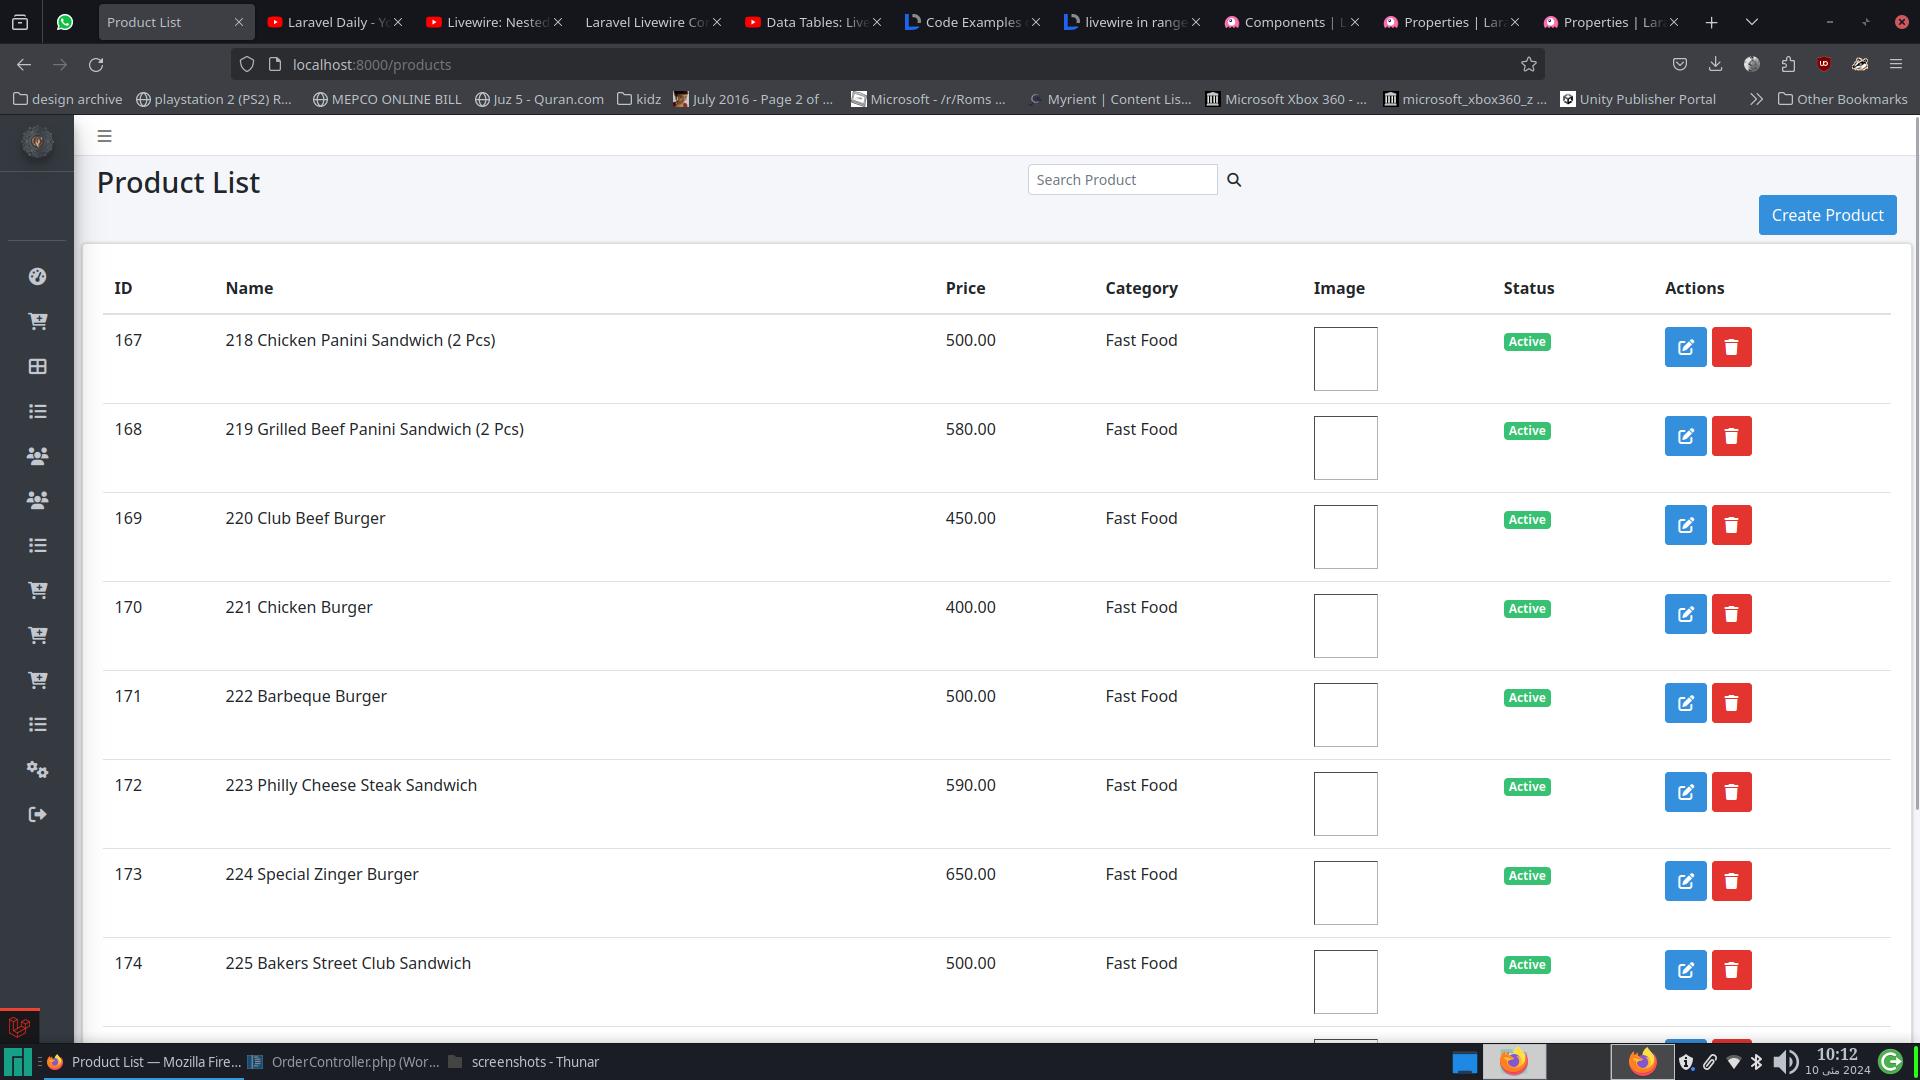 Product List
Laravel Daily - Yo
Livewire: Nested
Laravel Livewire Cor
Data Tables: Live
Code Examples
livewire in range
Components | L
Properties | Lar
Properties | Lar
localhost:8000/products
design archive
playstation 2 (PS2) R...
MEPCO ONLINE BILL
Juz 5 - Quran.com
kidz
July 2016 - Page 2 of ...
Microsoft - /r/Roms ...
Myrient | Content Lis...
Microsoft Xbox 360 - ...
microsoft_xbox360_z ...
Unity Publisher Portal
Other Bookmarks
Product List
Search Product
Create Product
ID Name Price Category Image Status Actions
167 218 Chicken Panini Sandwich (2 Pcs) 500.00 Fast Food Active
168 219 Grilled Beef Panini Sandwich (2 Pcs) 580.00 Fast Food Active
169 220 Club Beef Burger 450.00 Fast Food Active
170 221 Chicken Burger 400.00 Fast Food Active
171 222 Barbeque Burger 500.00 Fast Food Active
172 223 Philly Cheese Steak Sandwich 590.00 Fast Food Active
173 224 Special Zinger Burger 650.00 Fast Food Active
174 225 Bakers Street Club Sandwich 500.00 Fast Food Active
Product List — Mozilla Fire...
OrderController.php (Wor...
screenshots - Thunar
10:12
10 مئی 2024